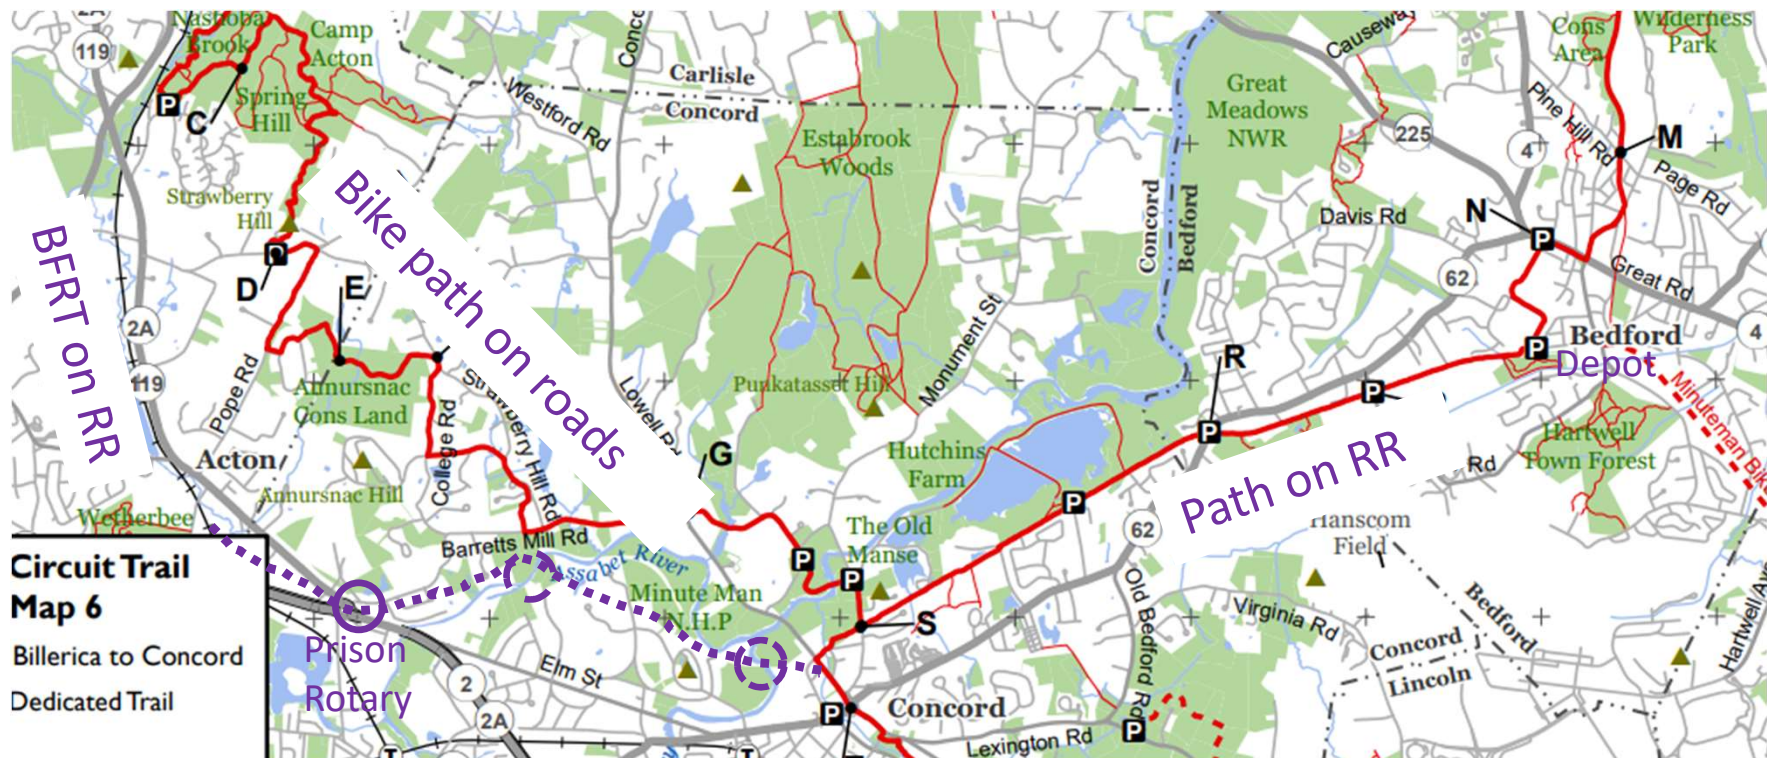 2A
119
Nashoba
Brook
Camp
Acton
P
C
Spring
Hill
Strawberry
Hill
D
E
BFRT on RR
2A
119
Pope Rd
Acton
Annursnac
Cons Land
Annursnac Hill
College Rd
Strawberry Hill Rd
Wetherbee
Bike path on roads
Westford Rd
Carlisle
Concord
Estabrook
Woods
Lowell Rd
G
Punkatasset Hill
Monument St
Barretts Mill Rd
Assabet River
Minute Man
N.H.P
P
P
The Old
Manse
Hutchins
Farm
Great
Meadows
NWR
Concord
Bedford
Causeway
225
4
Pine Hill Rd
Cons
Area
Wilderness
Park
M
Page Rd
Davis Rd
N
P
62
Great Rd
4
Bedford
P
Depot
R
P
P
P
Path on RR
Rd
Minuteman Bike
Hartwell
Town Forest
62
Hanscom
Field
Old Bedford Rd
Virginia Rd
Bedford
Concord
Lincoln
Hartwell Ave
S
Circuit Trail
Map 6
Billerica to Concord
Dedicated Trail
Prison
Rotary
2
2A
Elm St
P
Concord
Lexington Rd
P
T
T